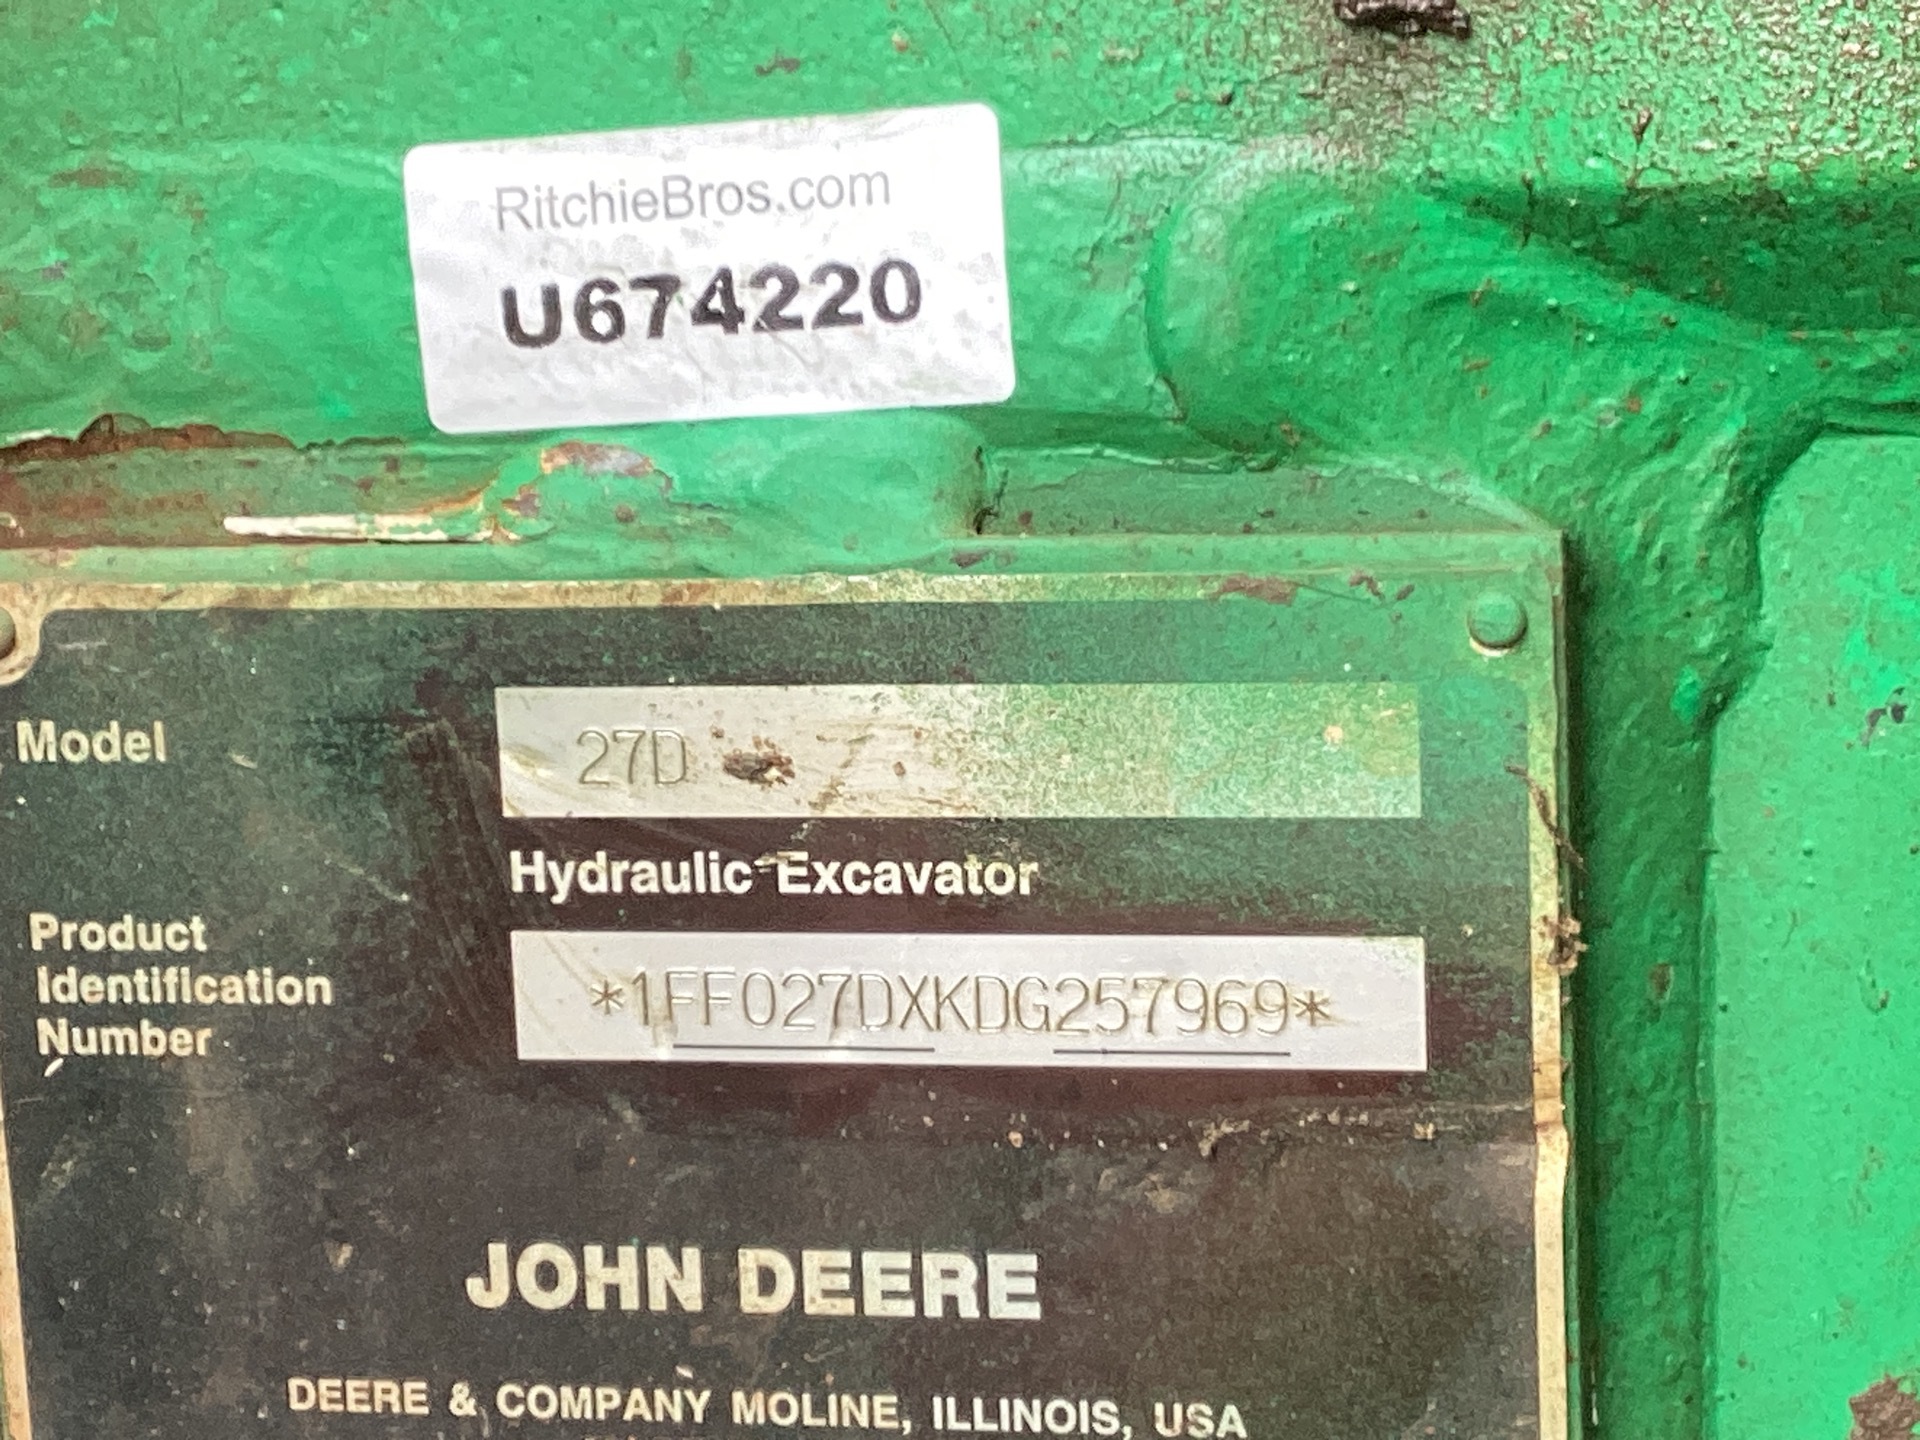 RitchieBros.com
U674220
Model
27D
Hydraulic Excavator
Product
Identification
Number
*1FF027DXKDG257969*
JOHN DEERE
DEERE & COMPANY MOLINE, ILLINOIS, USA